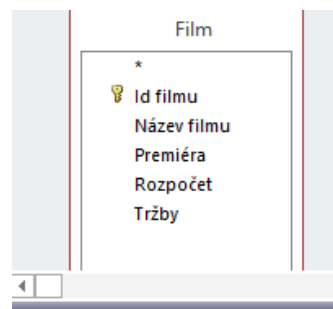 Film
*
Id filmu
Název filmu
Premiéra
Rozpočet
Tržby